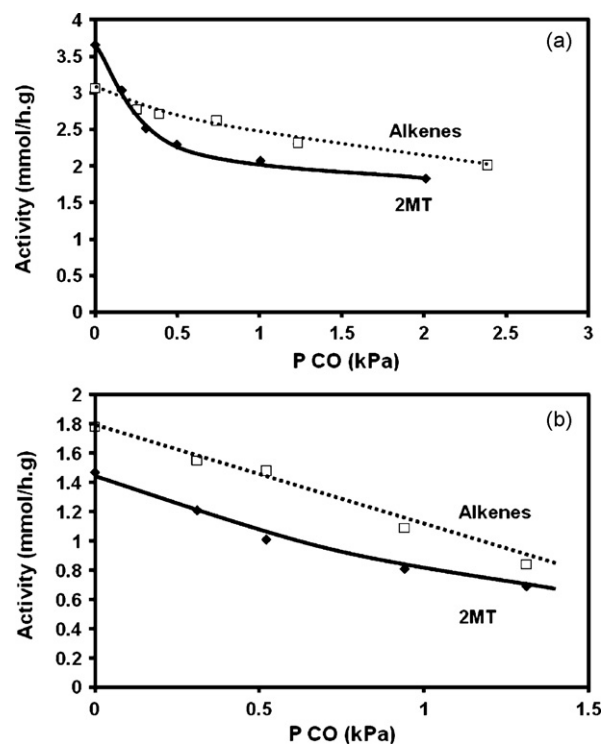 (a)
4
3.5
3
2.5
2
1.5
1
0.5
0
Activity (mmol/h.g)
Alkenes
2MT
0 0.5 1 1.5 2 2.5 3
P CO (kPa)
(b)
2
1.8
1.6
1.4
1.2
1
0.8
0.6
0.4
0.2
0
Activity (mmol/h.g)
Alkenes
2MT
0 0.5 1 1.5
P CO (kPa)